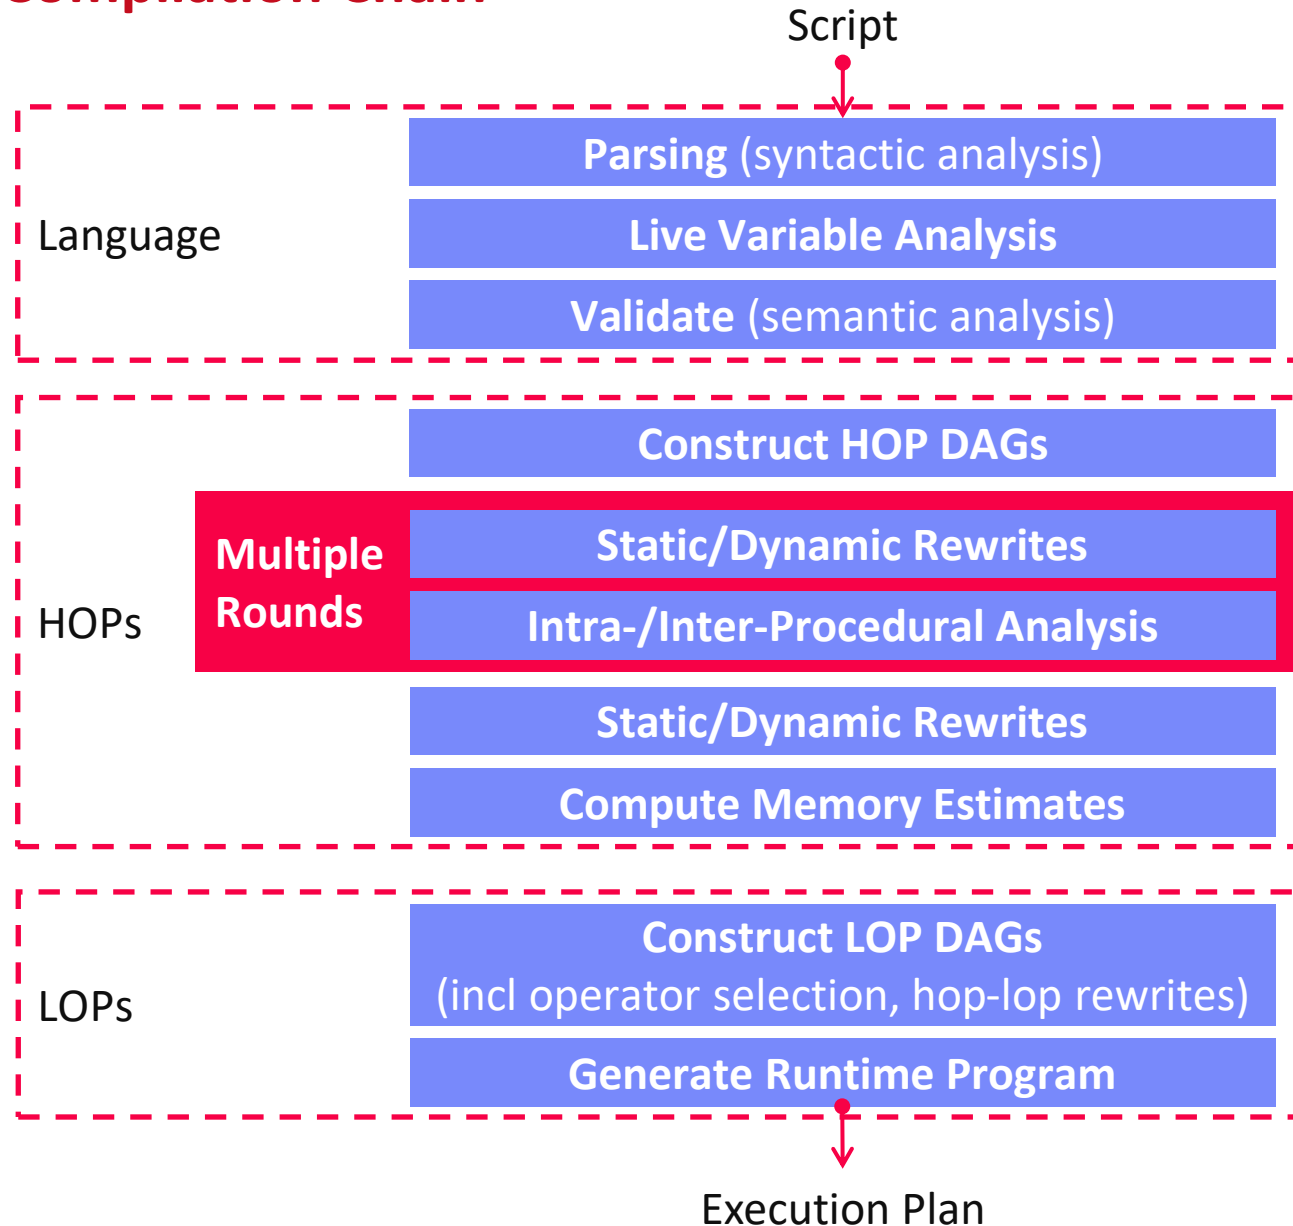 Compilation Chain
Script
Language
Parsing (syntactic analysis)
Live Variable Analysis
Validate (semantic analysis)
HOPs
Construct HOP DAGs
Multiple
Rounds
Static/Dynamic Rewrites
Intra-/Inter-Procedural Analysis
Static/Dynamic Rewrites
Compute Memory Estimates
LOPs
Construct LOP DAGs
(incl operator selection, hop-lop rewrites)
Generate Runtime Program
Execution Plan